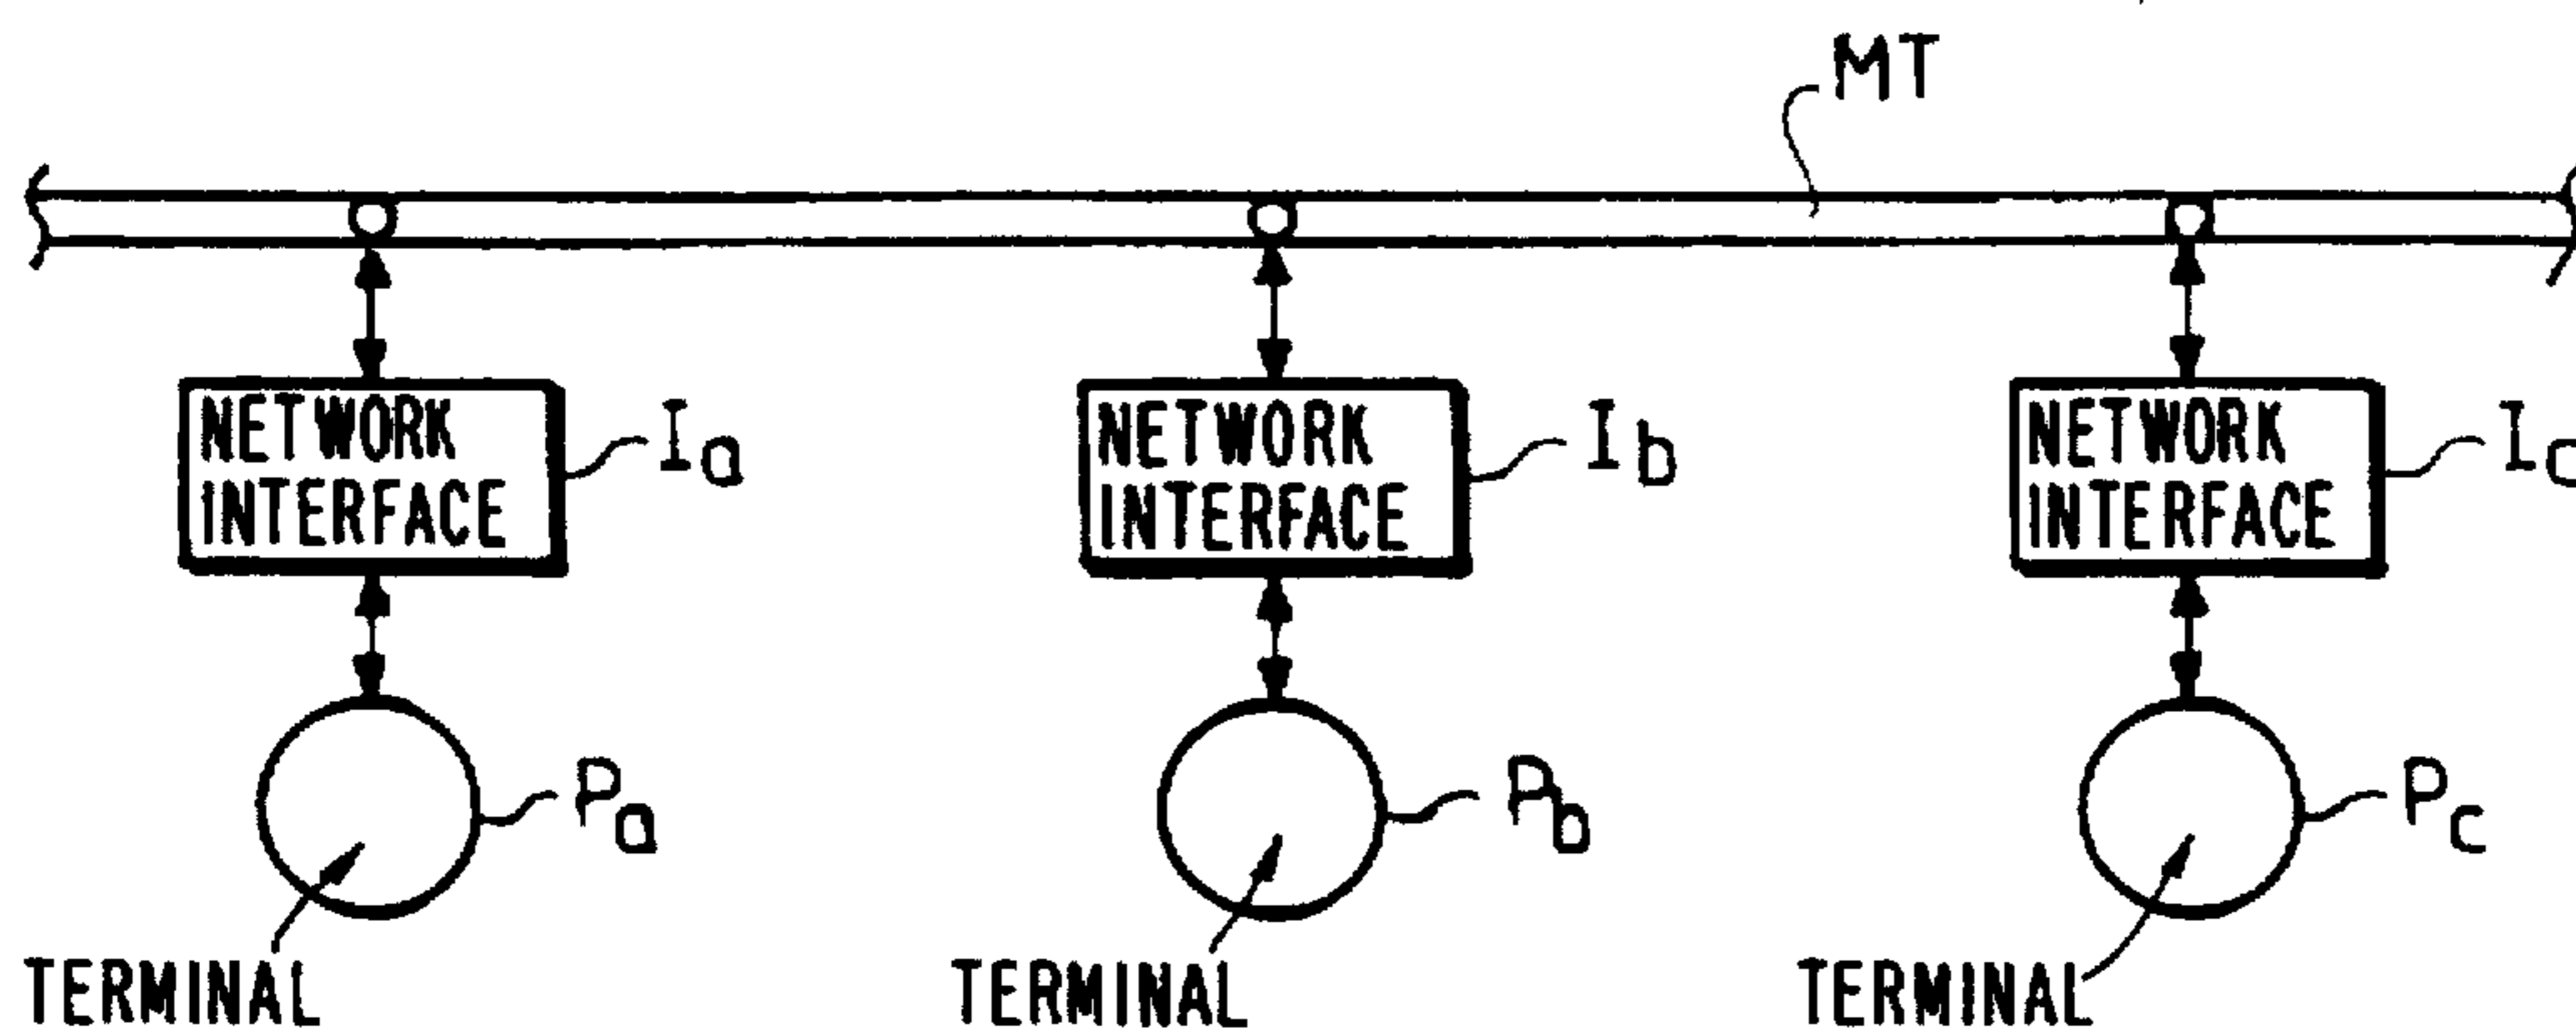 MT
NETWORK
INTERFACE
Ia
NETWORK
INTERFACE
Ib
NETWORK
INTERFACE
Ic
Pa
Pb
Pc
TERMINAL
TERMINAL
TERMINAL